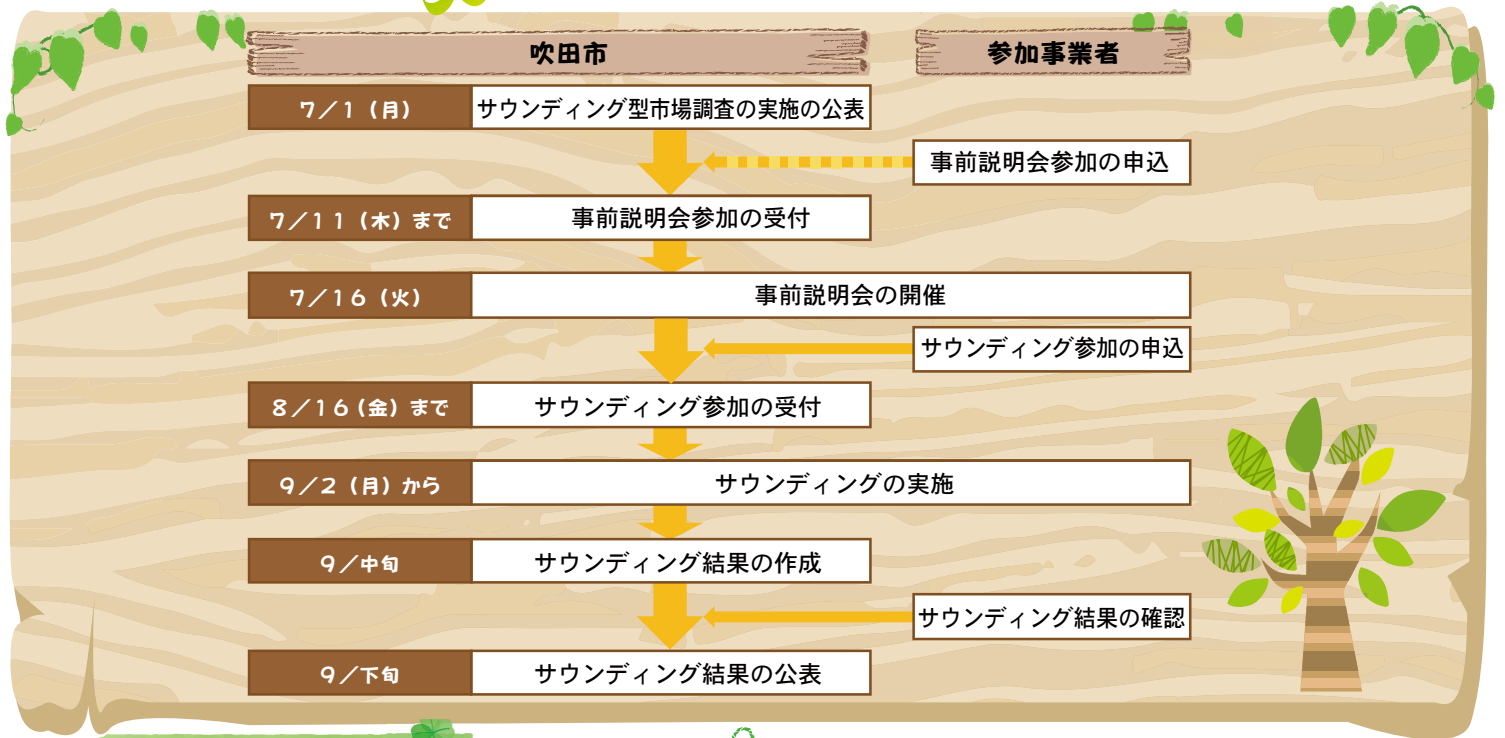 吹田市
参加事業者
7／1（月）
サウンディング型市場調査の実施の公表
事前説明会参加の申込
7／11（木）まで
事前説明会参加の受付
7／16（火）
事前説明会の開催
サウンディング参加の申込
8／16（金）まで
サウンディング参加の受付
9／2（月）から
サウンディングの実施
9／中旬
サウンディング結果の作成
サウンディング結果の確認
9／下旬
サウンディング結果の公表